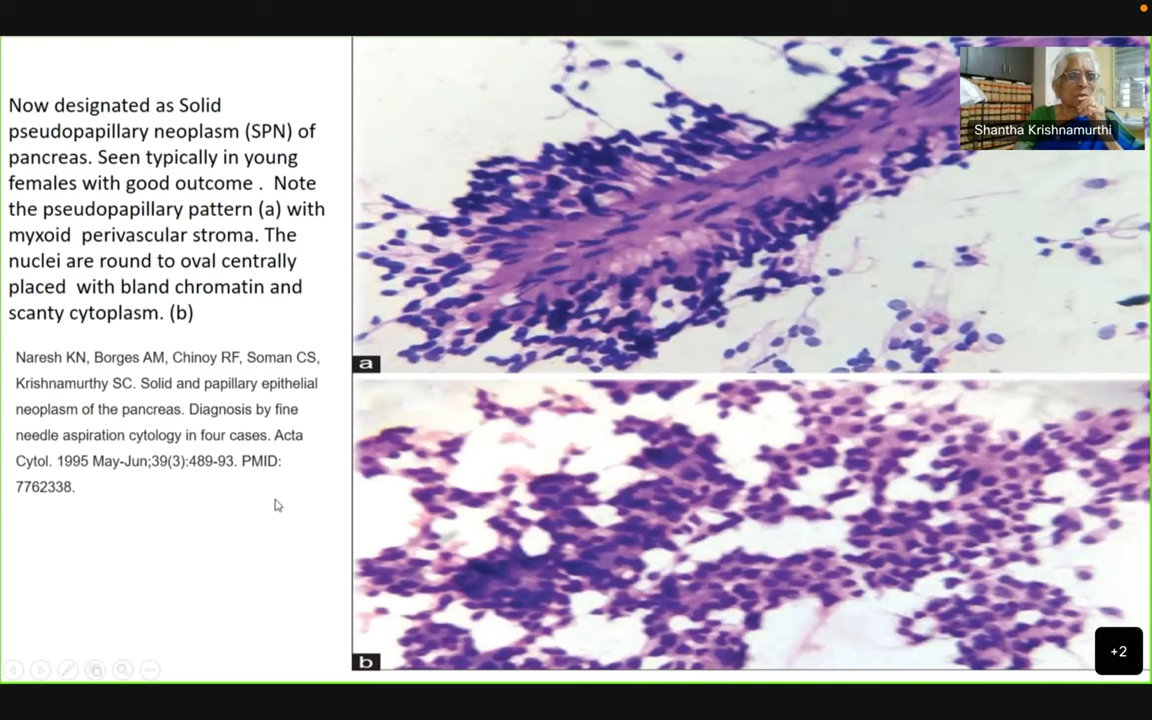 Now designated as Solid
pseudopapillary neoplasm (SPN) of
pancreas. Seen typically in young
females with good outcome .  Note
the pseudopapillary pattern (a) with
myxoid  perivascular stroma. The
nuclei are round to oval centrally
placed  with bland chromatin and
scanty cytoplasm. (b)
Naresh KN, Borges AM, Chinoy RF, Soman CS,
Krishnamurthy SC. Solid and papillary epithelial
neoplasm of the pancreas. Diagnosis by fine
needle aspiration cytology in four cases. Acta
Cytol. 1995 May-Jun;39(3):489-93. PMID:
7762338.
a
b
Shantha Krishnamurthi
+2